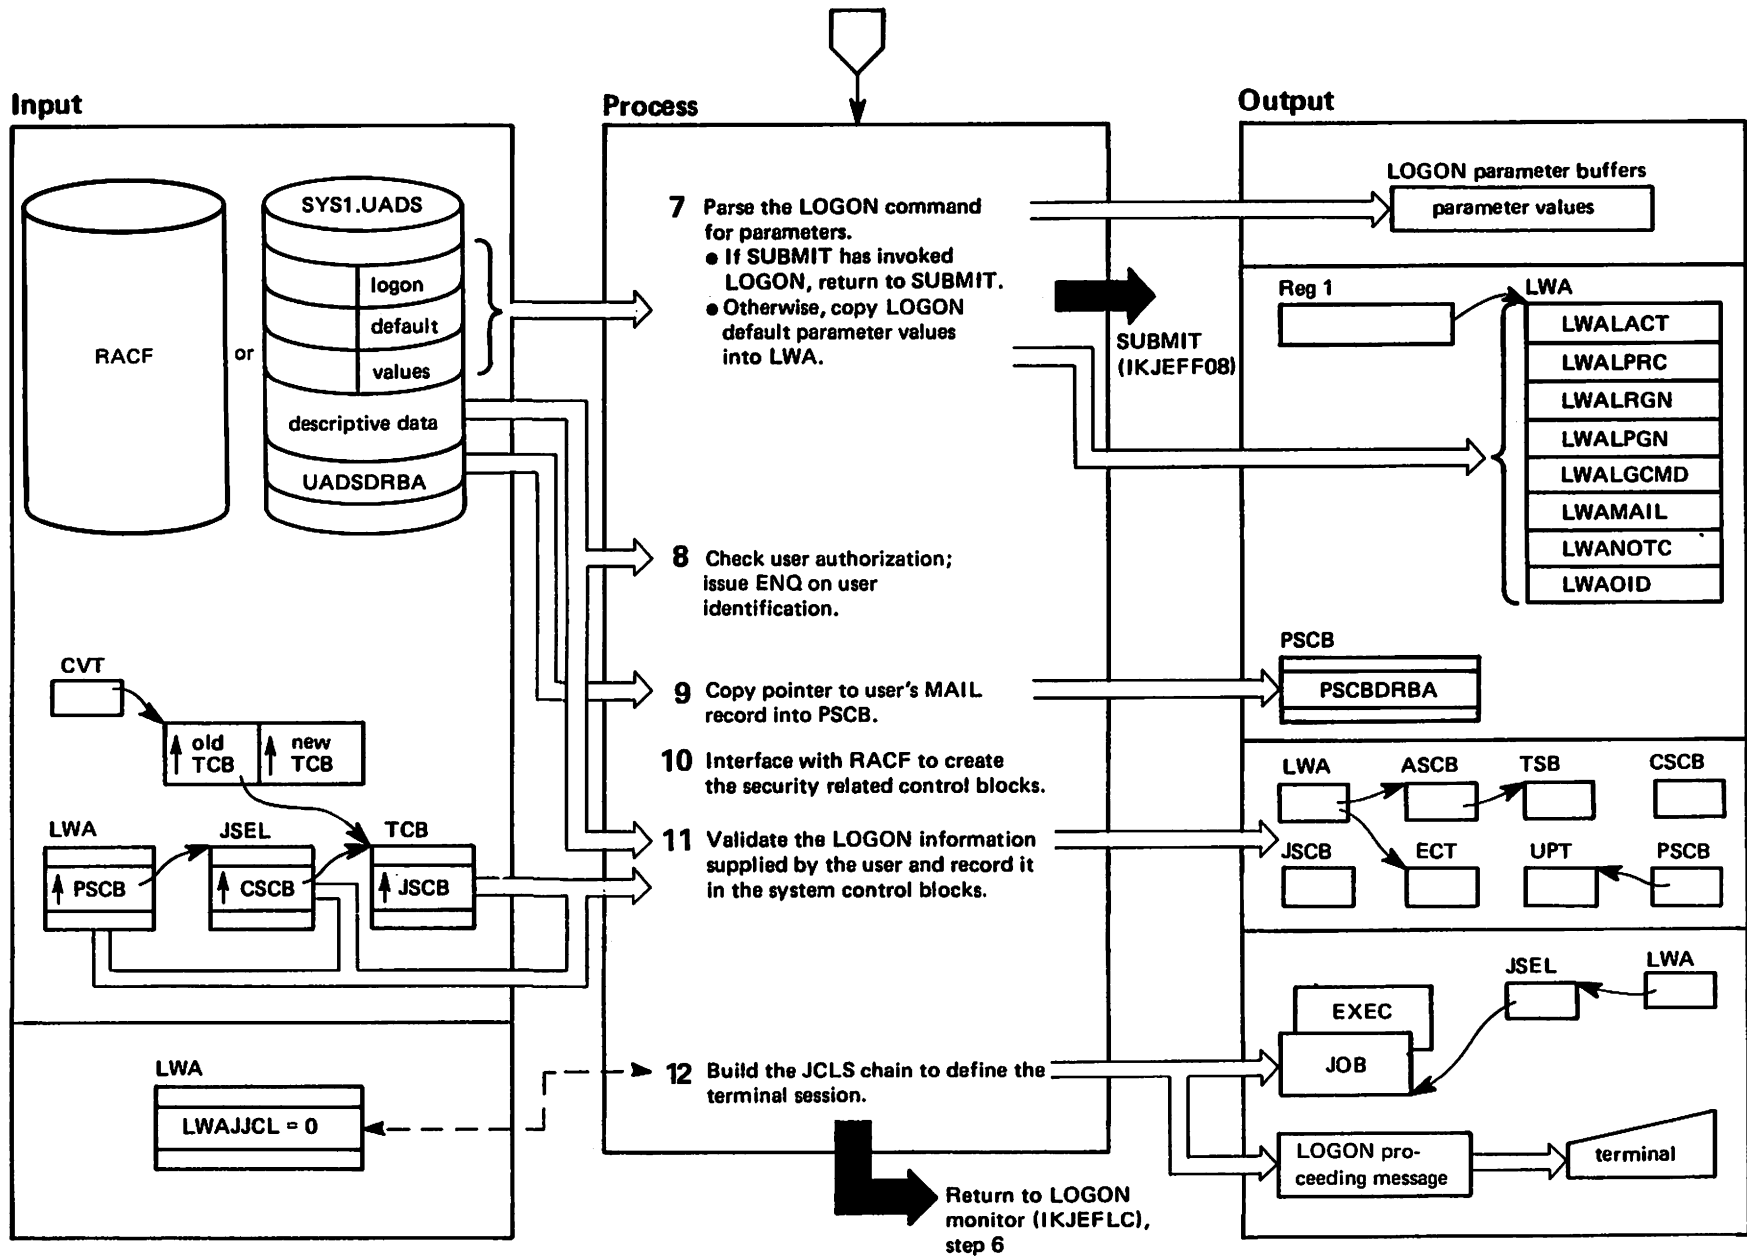 Input
RACF
or
SYS1.UADS
logon
default
values
descriptive data
UADSDRBA
CVT
old
TCB
new
TCB
LWA
PSCB
JSEL
CSCB
TCB
JSCB
LWA
LWAJJCL = 0
Process
7 Parse the LOGON command
for parameters.
• If SUBMIT has invoked
LOGON, return to SUBMIT.
• Otherwise, copy LOGON
default parameter values
into LWA.
SUBMIT
(IKJEFF08)
8 Check user authorization;
issue ENQ on user
identification.
9 Copy pointer to user's MAIL
record into PSCB.
10 Interface with RACF to create
the security related control blocks.
11 Validate the LOGON information
supplied by the user and record it
in the system control blocks.
12 Build the JCLS chain to define the
terminal session.
Return to LOGON
monitor (IKJEFLC),
step 6
Output
LOGON parameter buffers
parameter values
Reg 1
LWA
LWALACT
LWALPRC
LWALRGN
LWALPGN
LWALGCMD
LWAMAIL
LWANOTC
LWAOID
PSCB
PSCBDRBA
LWA
ASCB
TSB
CSCB
JSCB
ECT
UPT
PSCB
JSEL
LWA
EXEC
JOB
LOGON pro-
ceeding message
terminal